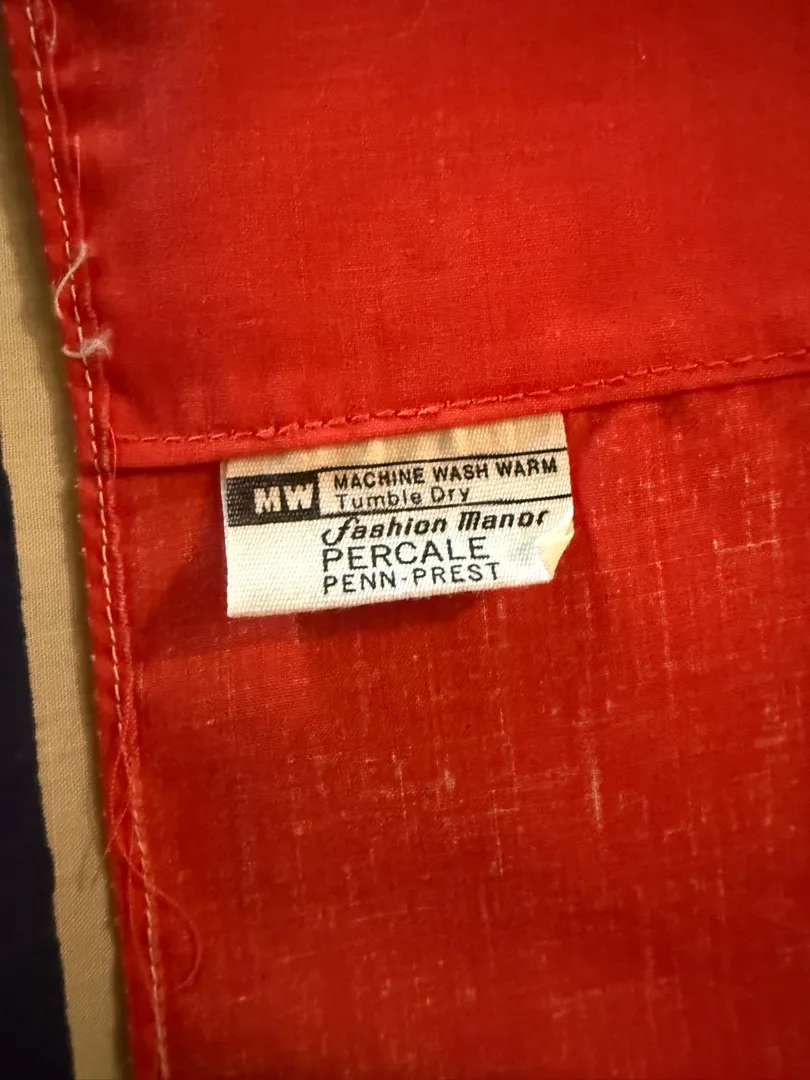 MW
MACHINE WASH WARM
Tumble Dry
Fashion Manor
PERCALE
PENN-PREST